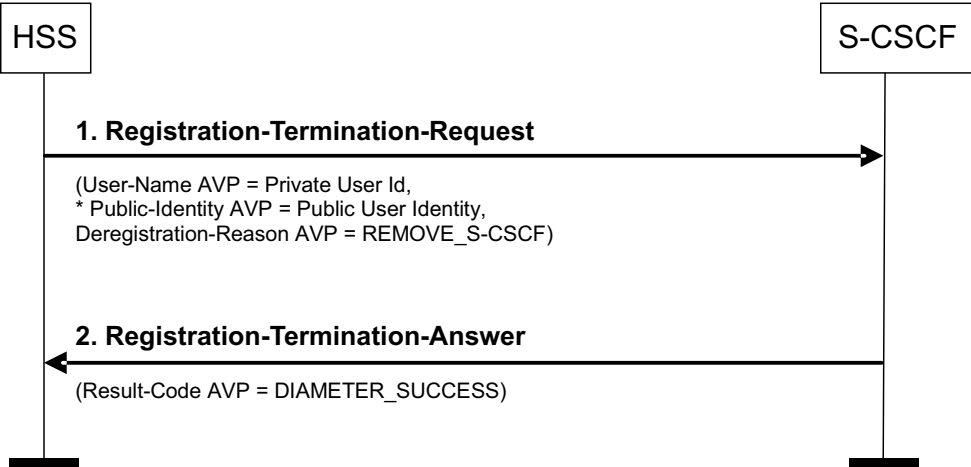 HSS
S-CSCF
1. Registration-Termination-Request
(User-Name AVP = Private User Id,
* Public-Identity AVP = Public User Identity,
Deregistration-Reason AVP = REMOVE_S-CSCF)
2. Registration-Termination-Answer
(Result-Code AVP = DIAMETER_SUCCESS)